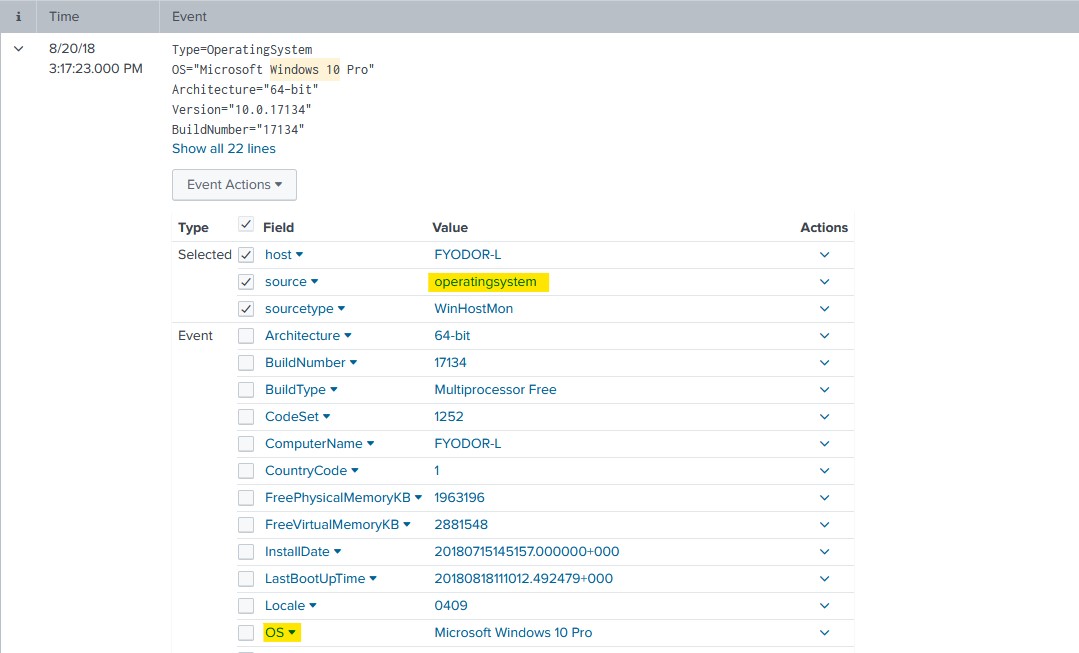 i Time Event
8/20/18
3:17:23.000 PM
Type=OperatingSystem
OS="Microsoft Windows 10 Pro"
Architecture="64-bit"
Version="10.0.17134"
BuildNumber="17134"
Show all 22 lines
Event Actions
Type Field Value Actions
Selected host FYODOR-L
source operatingsystem
sourcetype WinHostMon
Event Architecture 64-bit
BuildNumber 17134
BuildType Multiprocessor Free
CodeSet 1252
ComputerName FYODOR-L
CountryCode 1
FreePhysicalMemoryKB 1963196
FreeVirtualMemoryKB 2881548
InstallDate 20180715145157.000000+000
LastBootUpTime 20180818111012.492479+000
Locale 0409
OS Microsoft Windows 10 Pro